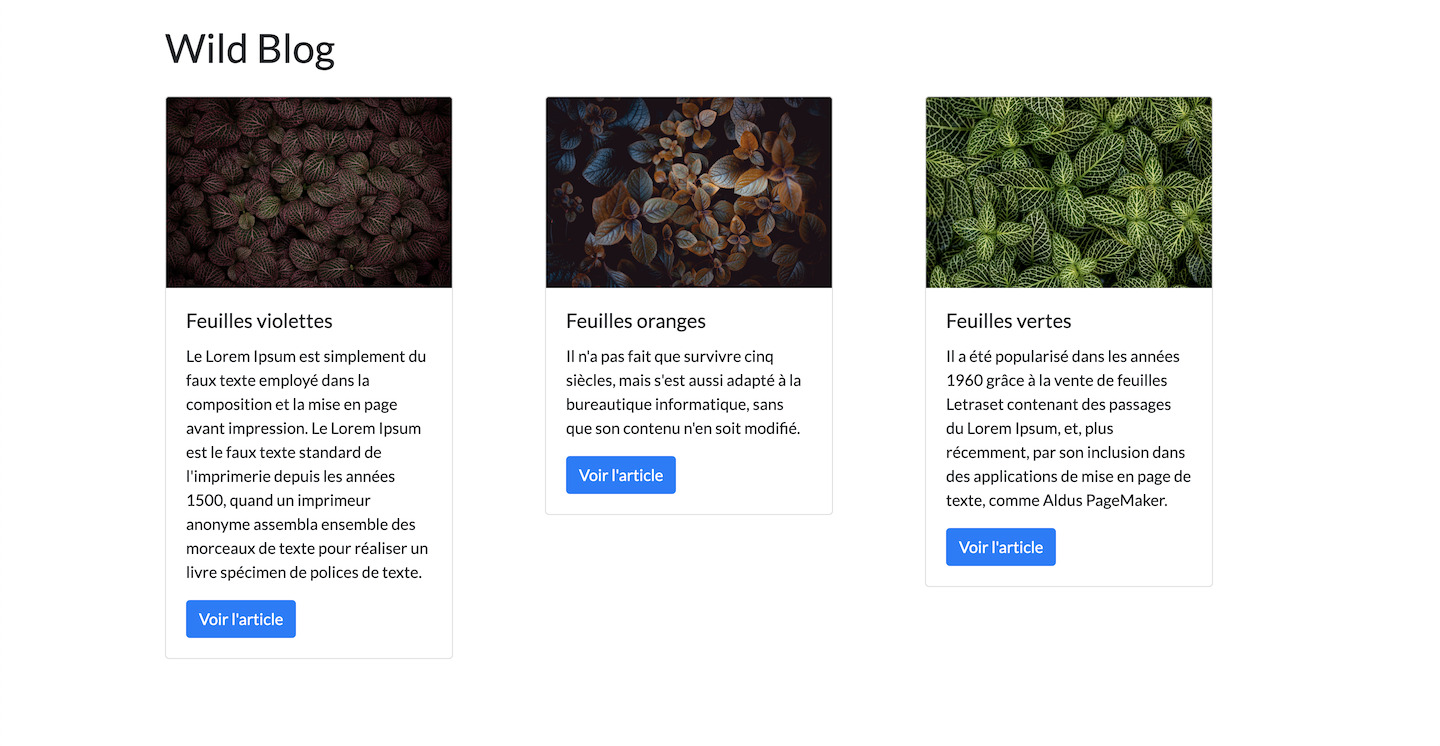 Wild Blog
Feuilles violettes
Le Lorem Ipsum est simplement du
faux texte employé dans la
composition et la mise en page
avant impression. Le Lorem Ipsum
est le faux texte standard de
l'imprimerie depuis les années
1500, quand un imprimeur
anonyme assembla ensemble des
morceaux de texte pour réaliser un
livre spécimen de polices de texte.
Voir l'article
Feuilles oranges
Il n'a pas fait que survivre cinq
siècles, mais s'est aussi adapté à la
bureautique informatique, sans
que son contenu n'en soit modifié.
Voir l'article
Feuilles vertes
Il a été popularisé dans les années
1960 grâce à la vente de feuilles
Letraset contenant des passages
du Lorem Ipsum, et, plus
récemment, par son inclusion dans
des applications de mise en page de
texte, comme Aldus PageMaker.
Voir l'article